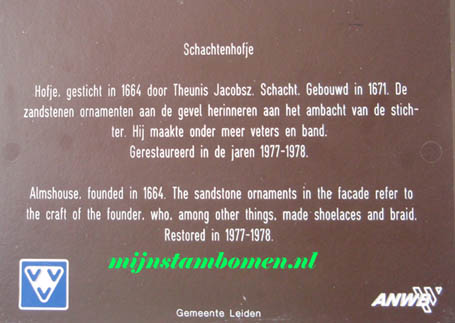 Schachtenhofje
Hofje, gesticht in 1664 door Theunis Jacobsz. Schacht. Gebouwd in 1671. De
zandstenen ornamenten aan de gevel herinneren aan het ambacht van de stich-
ter. Hij maakte onder meer veters en band.
Gerestaureerd in de jaren 1977-1978.
Almshouse, founded in 1664. The sandstone ornaments in the facade refer to
the craft of the founder, who, among other things, made shoelaces and braid.
Restored in 1977-1978.
mijnstambomen.nl
VVV
ANWB
Gemeente Leiden